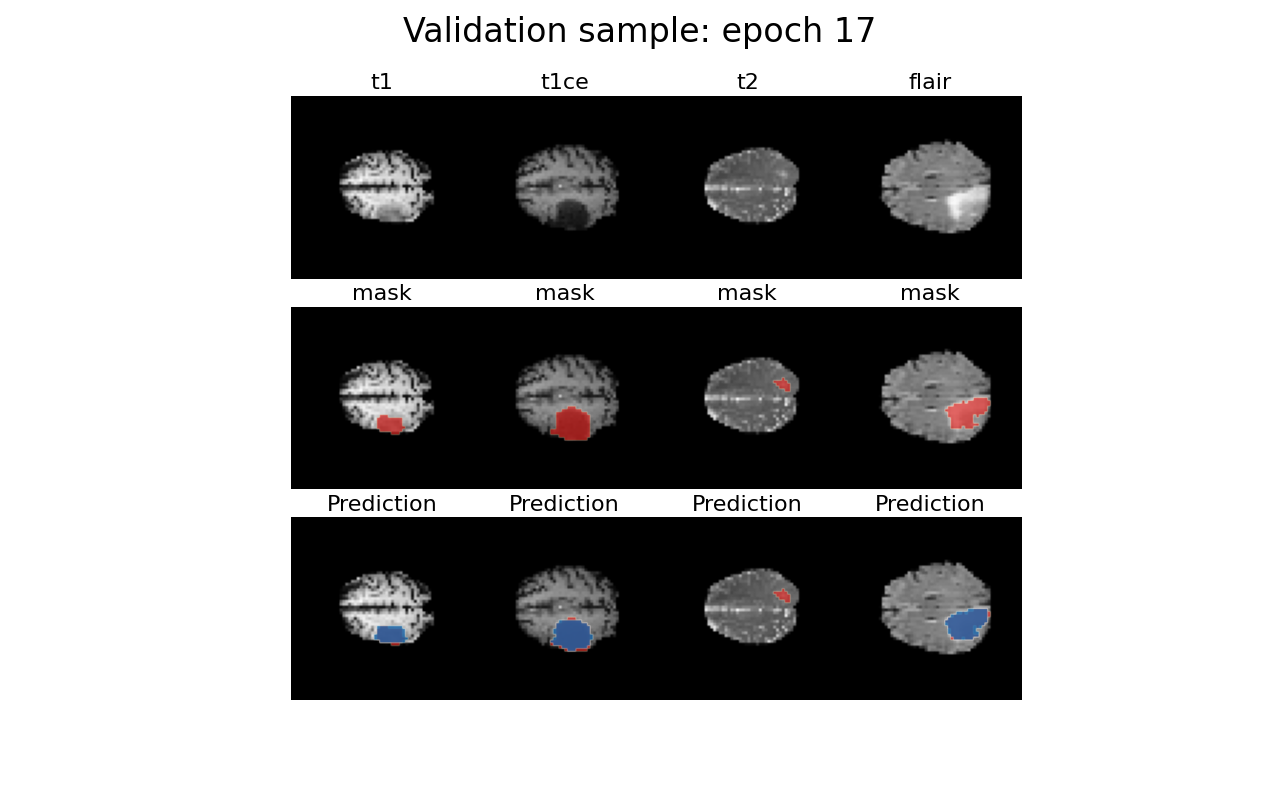 Validation sample: epoch 17
t1 t1ce t2 flair
mask mask mask mask
Prediction Prediction Prediction Prediction